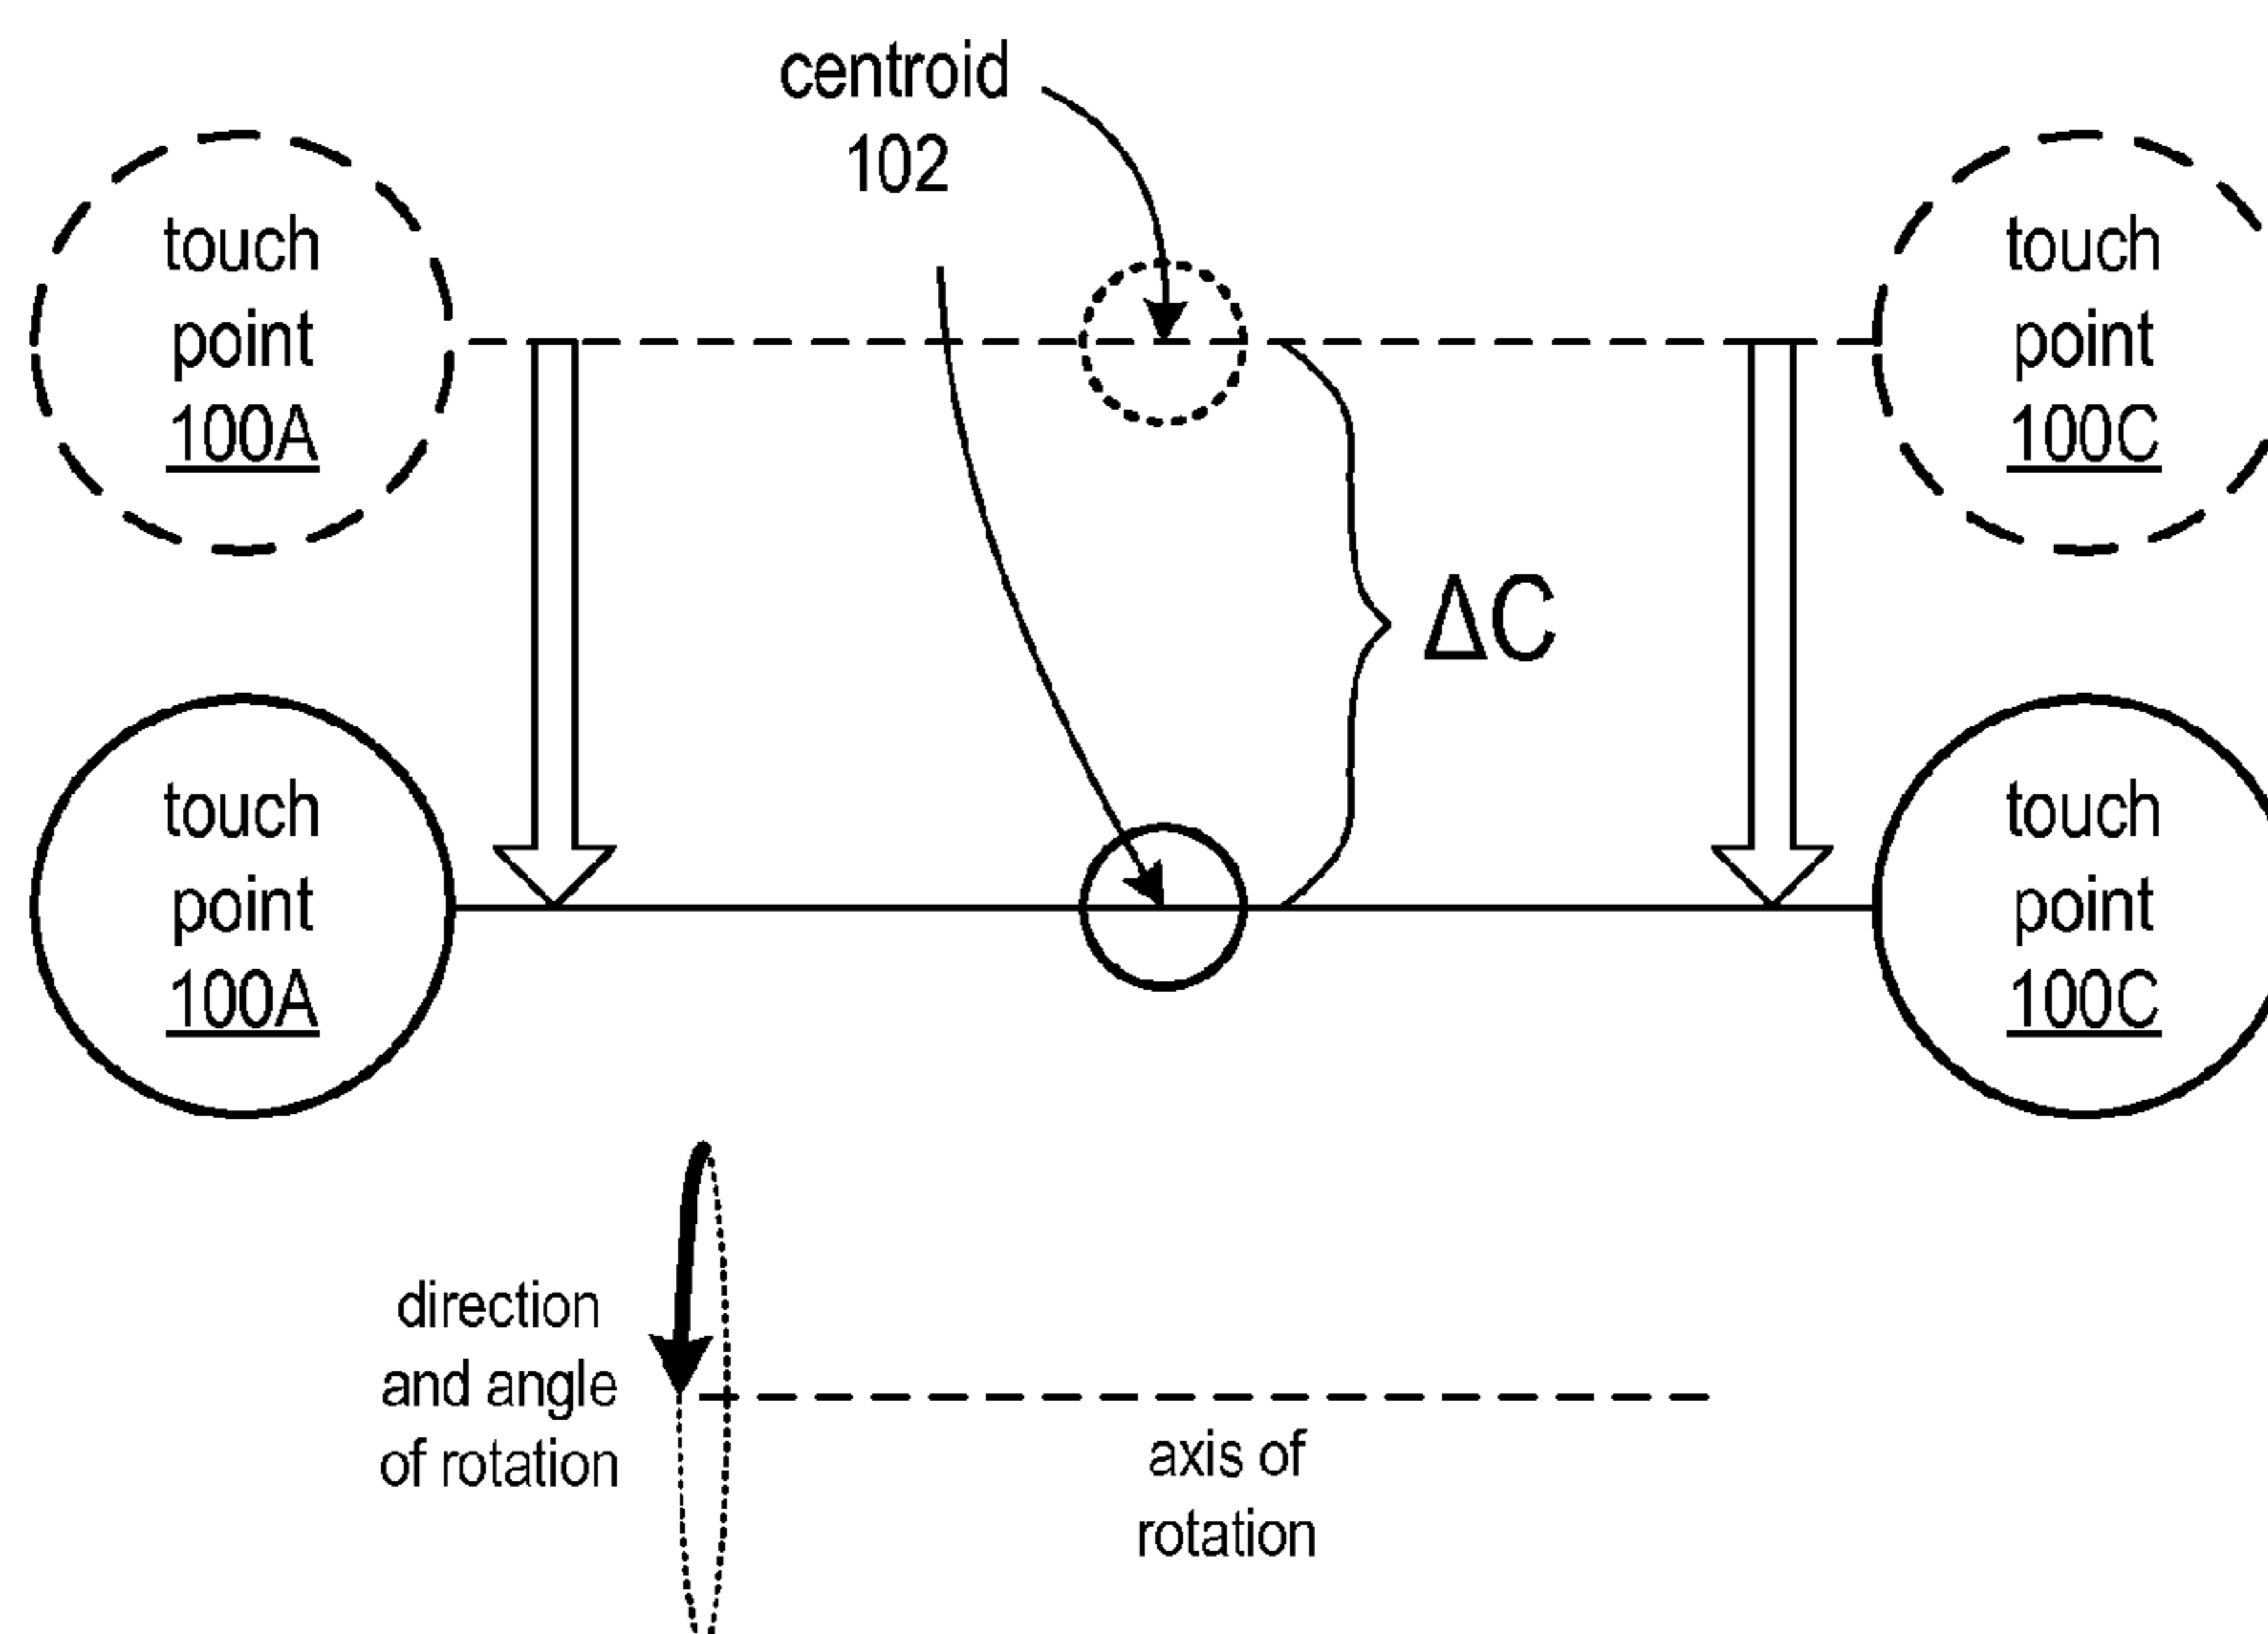 centroid
102
touch
point
100A
touch
point
100C
ΔC
touch
point
100A
touch
point
100C
direction
and angle
of rotation
axis of
rotation